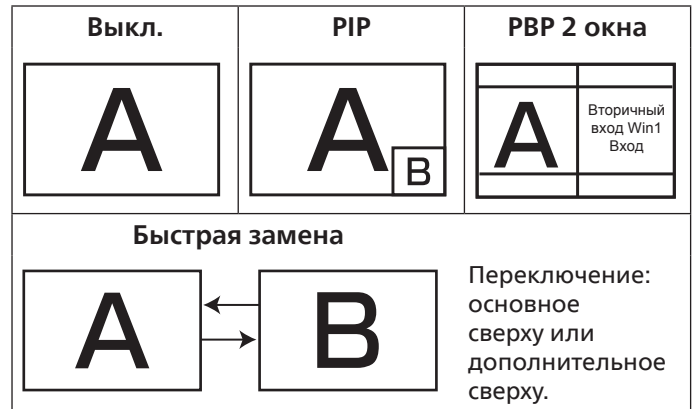 Выкл.
PIP
PBP 2 окна
A
A
B
A
Вторичный
вход Win1
Вход
Быстрая замена
A
B
Переключение:
основное
сверху или
дополнительное
сверху.